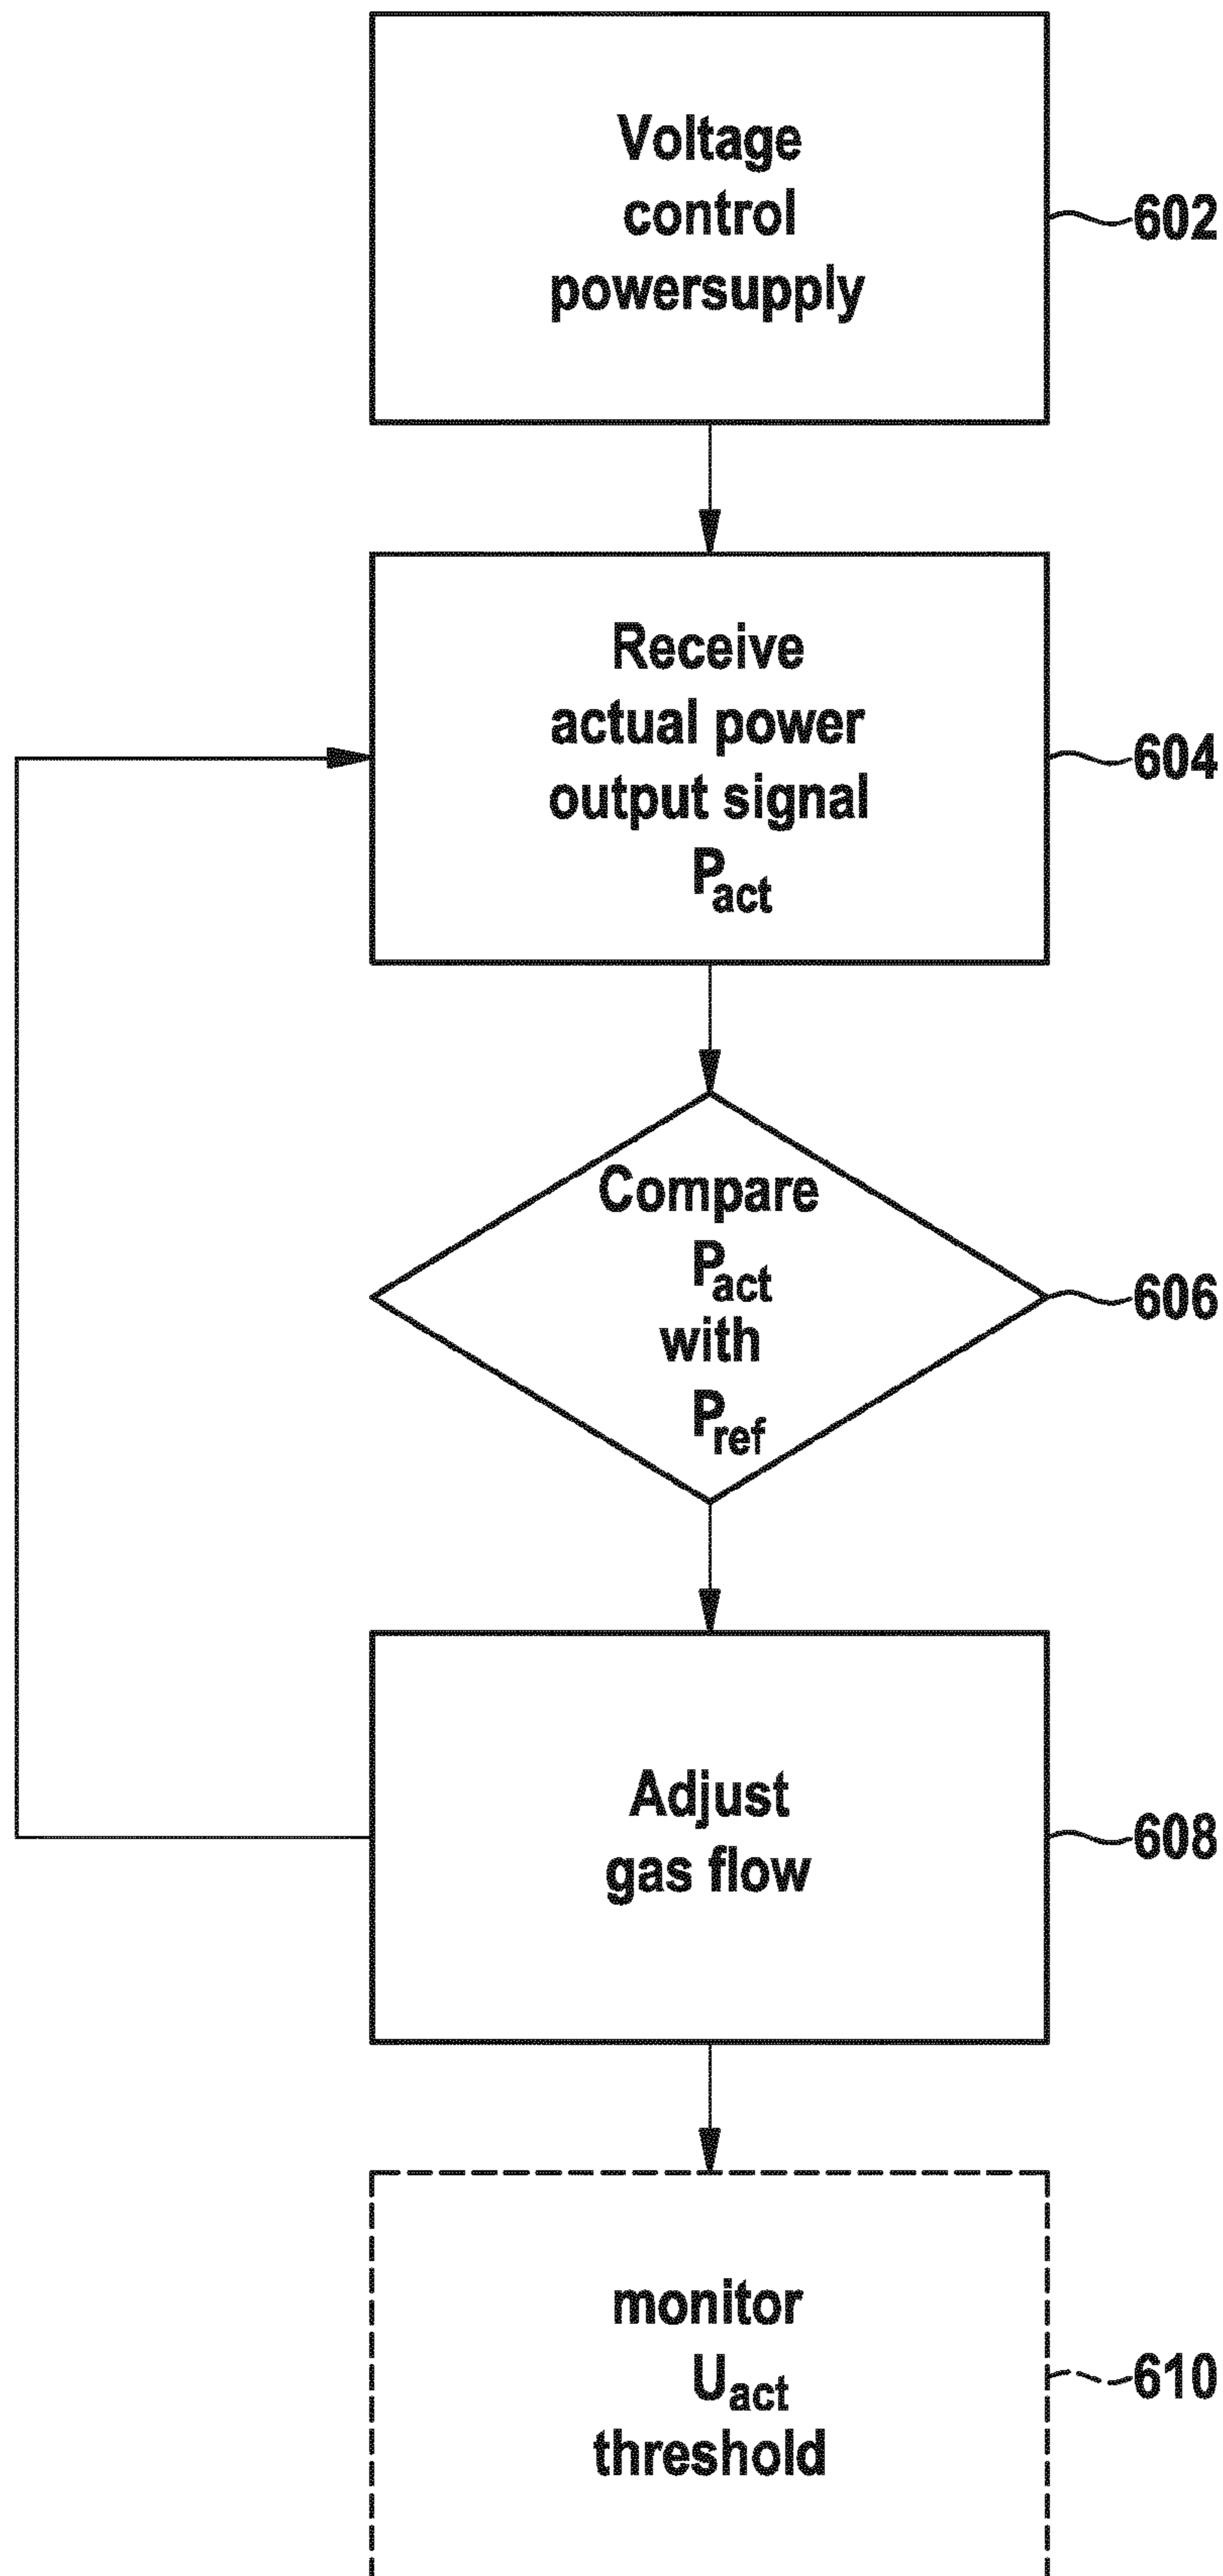 Voltage
control
powersupply
602
Receive
actual power
output signal
Pact
604
Compare
Pact
with
Pref
606
Adjust
gas flow
608
monitor
Uact
threshold
610